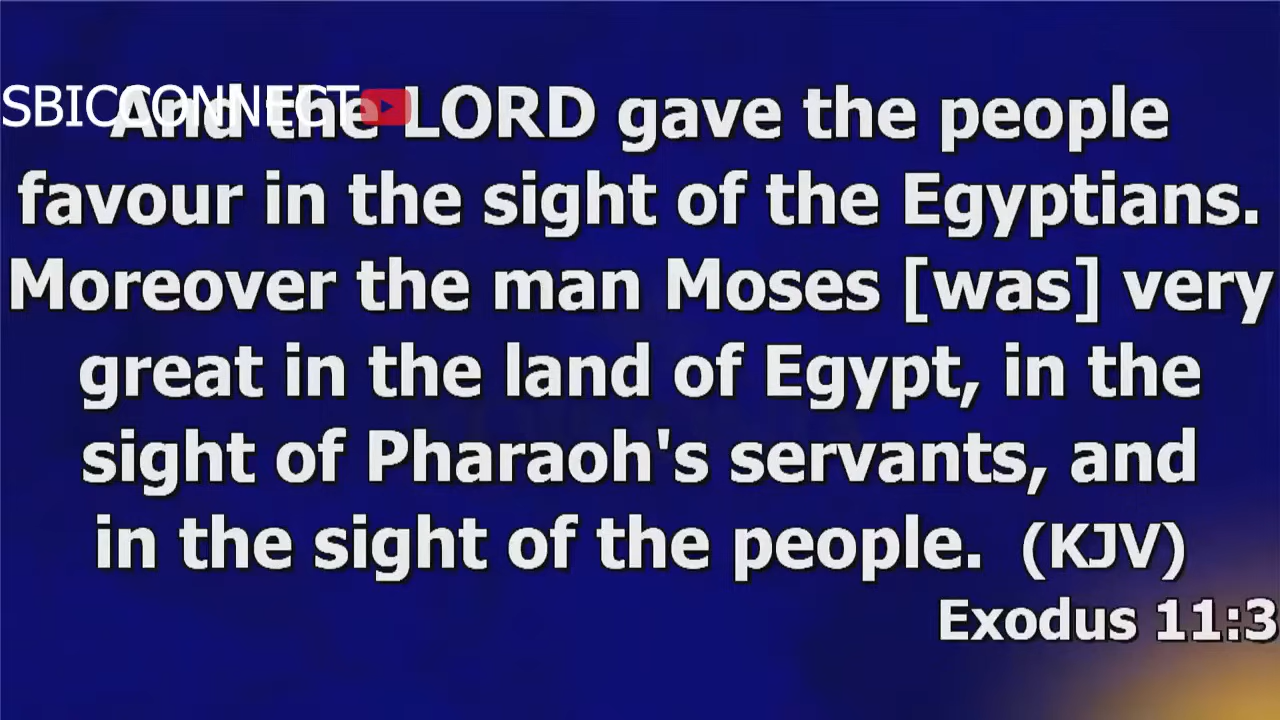 SBICCONNECT
And the LORD gave the people
favour in the sight of the Egyptians.
Moreover the man Moses [was] very
great in the land of Egypt, in the
sight of Pharaoh's servants, and
in the sight of the people. (KJV)
Exodus 11:3